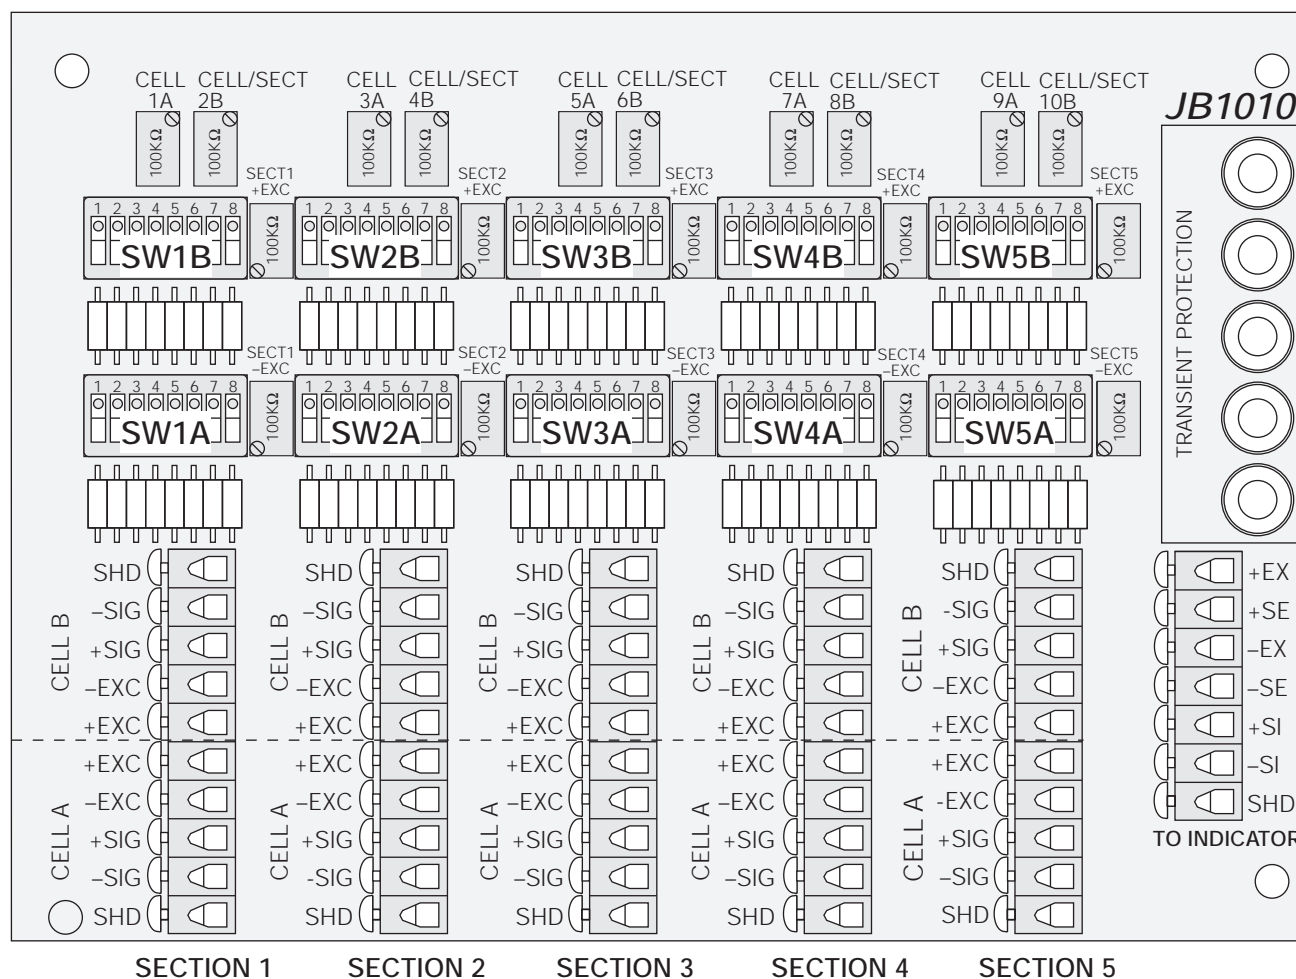 CELL 1A CELL/SECT 2B CELL 3A CELL/SECT 4B CELL 5A CELL/SECT 6B CELL 7A CELL/SECT 8B CELL 9A CELL/SECT 10B
JB1010
100KΩ 100KΩ 100KΩ 100KΩ 100KΩ 100KΩ 100KΩ 100KΩ 100KΩ 100KΩ
SECT1 +EXC SECT2 +EXC SECT3 +EXC SECT4 +EXC SECT5 +EXC
1 2 3 4 5 6 7 8 1 2 3 4 5 6 7 8 1 2 3 4 5 6 7 8 1 2 3 4 5 6 7 8 1 2 3 4 5 6 7 8
SW1B 100KΩ SW2B 100KΩ SW3B 100KΩ SW4B 100KΩ SW5B 100KΩ
TRANSIENT PROTECTION
SECT1 –EXC SECT2 –EXC SECT3 –EXC SECT4 –EXC SECT5 –EXC
1 2 3 4 5 6 7 8 1 2 3 4 5 6 7 8 1 2 3 4 5 6 7 8 1 2 3 4 5 6 7 8 1 2 3 4 5 6 7 8
SW1A 100KΩ SW2A 100KΩ SW3A 100KΩ SW4A 100KΩ SW5A 100KΩ
CELL B CELL B CELL B CELL B CELL B
SHD SHD SHD SHD SHD +EX
–SIG –SIG –SIG –SIG -SIG +SE
+SIG +SIG +SIG +SIG +SIG –EX
–EXC –EXC –EXC –EXC –EXC –SE
+EXC +EXC +EXC +EXC +EXC +SI
CELL A CELL A CELL A CELL A CELL A
+EXC +EXC +EXC +EXC +EXC –SI
–EXC –EXC –EXC –EXC -EXC SHD
+SIG +SIG +SIG +SIG +SIG TO INDICATOR
–SIG -SIG –SIG –SIG –SIG
SHD SHD SHD SHD SHD
SECTION 1 SECTION 2 SECTION 3 SECTION 4 SECTION 5